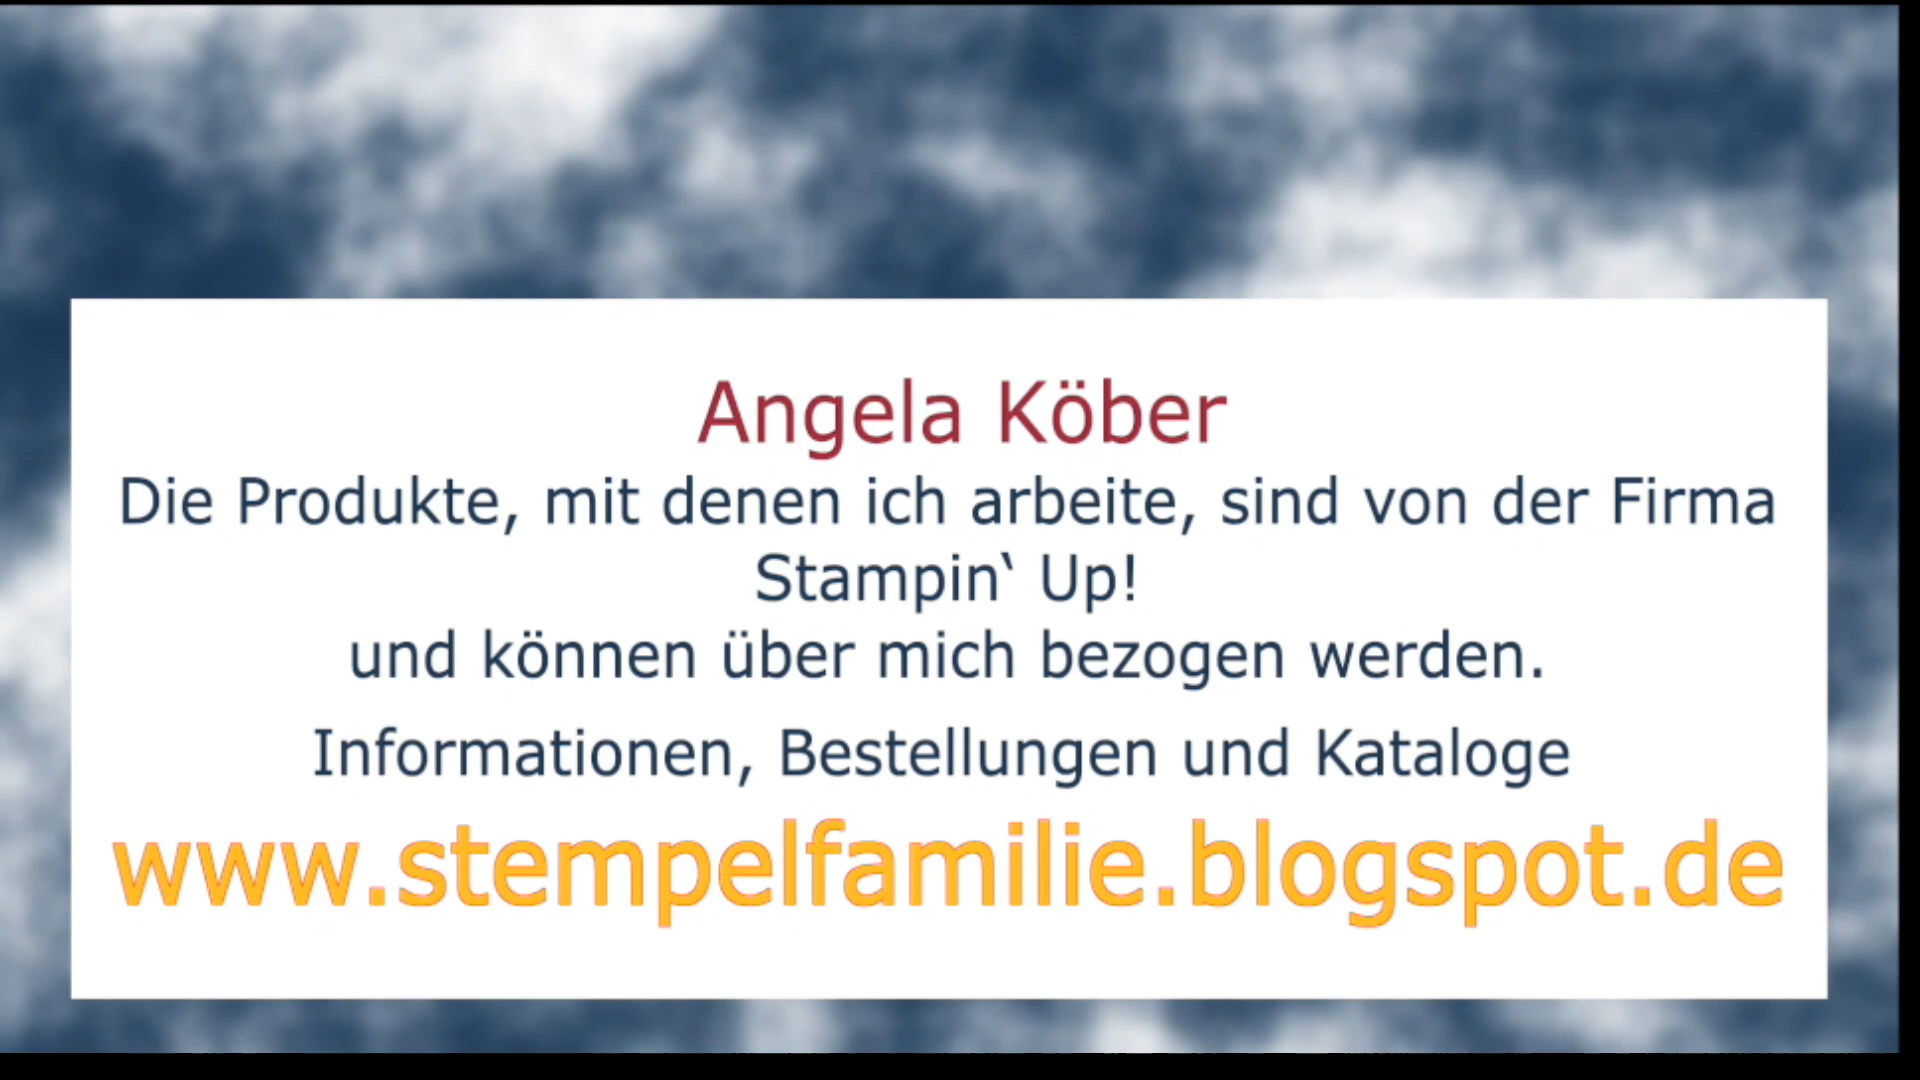 Angela Köber
Die Produkte, mit denen ich arbeite, sind von der Firma
Stampin‛ Up!
und können über mich bezogen werden.
Informationen, Bestellungen und Kataloge
www.stempelfamilie.blogspot.de